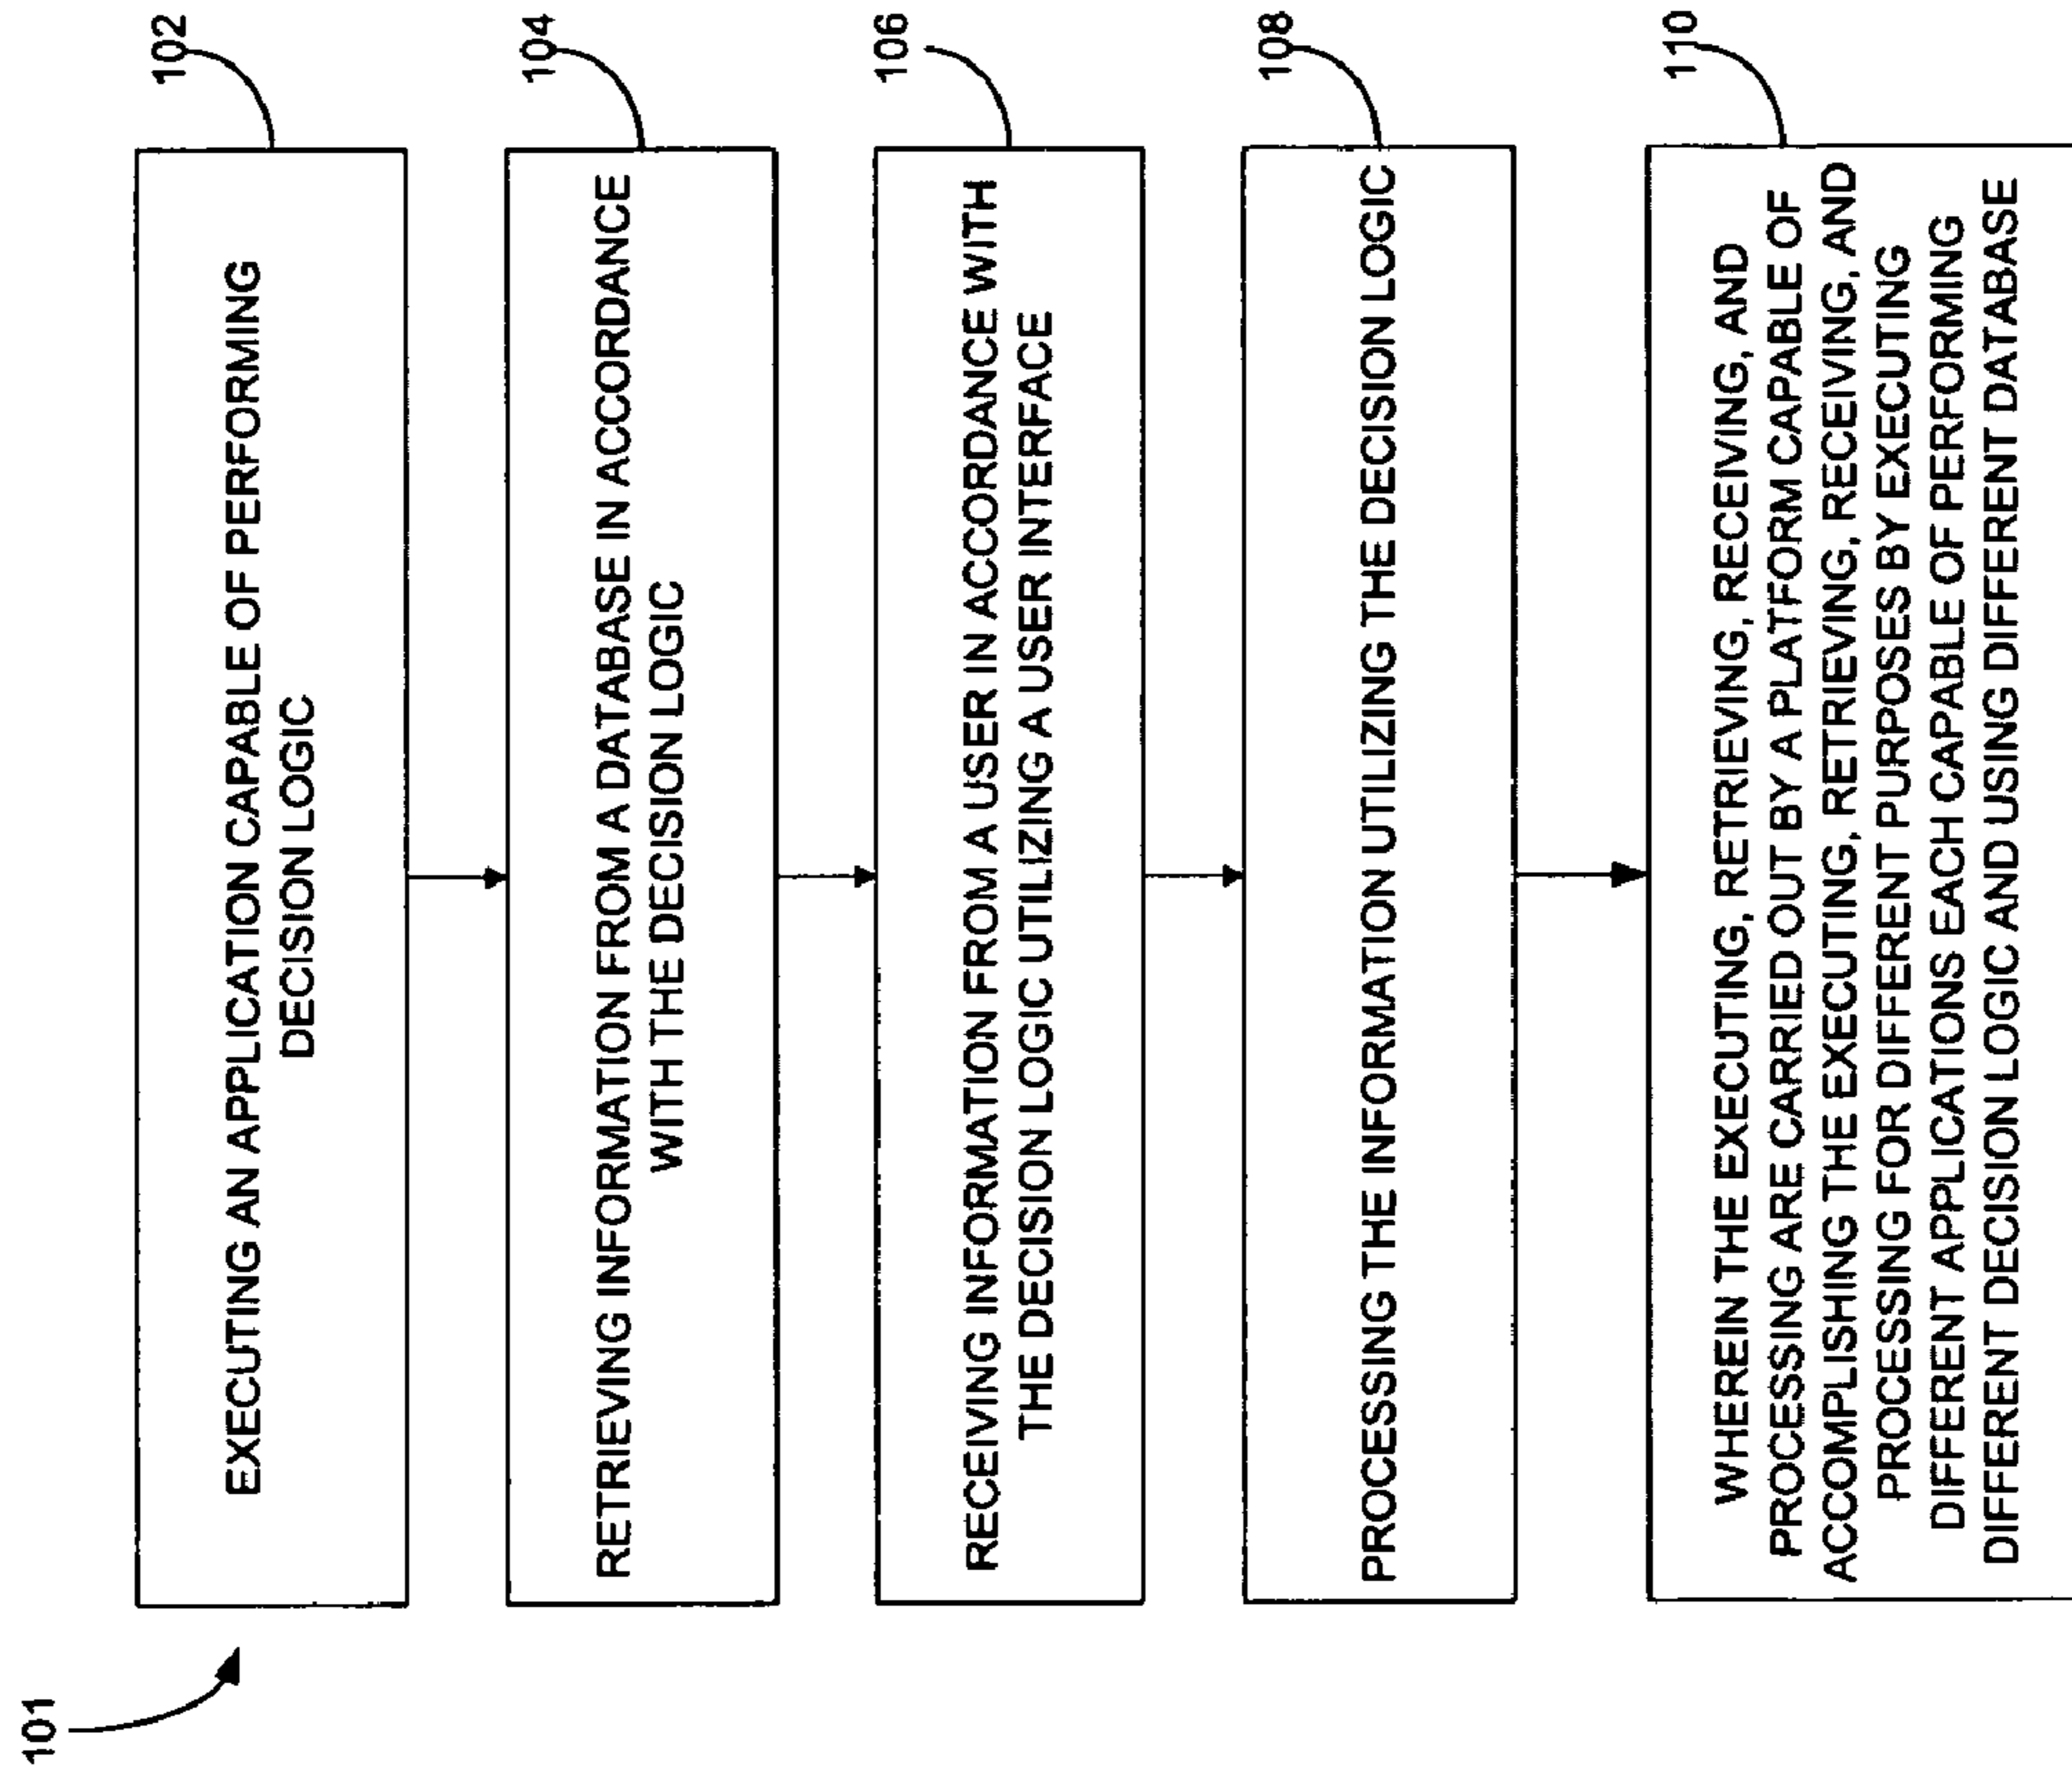 101
102
EXECUTING AN APPLICATION CAPABLE OF PERFORMING
DECISION LOGIC
104
RETRIEVING INFORMATION FROM A DATABASE IN ACCORDANCE
WITH THE DECISION LOGIC
106
RECEIVING INFORMATION FROM A USER IN ACCORDANCE WITH
THE DECISION LOGIC UTILIZING A USER INTERFACE
108
PROCESSING THE INFORMATION UTILIZING THE DECISION LOGIC
110
WHEREIN THE EXECUTING, RETRIEVING, RECEIVING, AND
PROCESSING ARE CARRIED OUT BY A PLATFORM CAPABLE OF
ACCOMPLISHING THE EXECUTING, RETRIEVING, RECEIVING, AND
PROCESSING FOR DIFFERENT PURPOSES BY EXECUTING
DIFFERENT APPLICATIONS EACH CAPABLE OF PERFORMING
DIFFERENT DECISION LOGIC AND USING DIFFERENT DATABASE